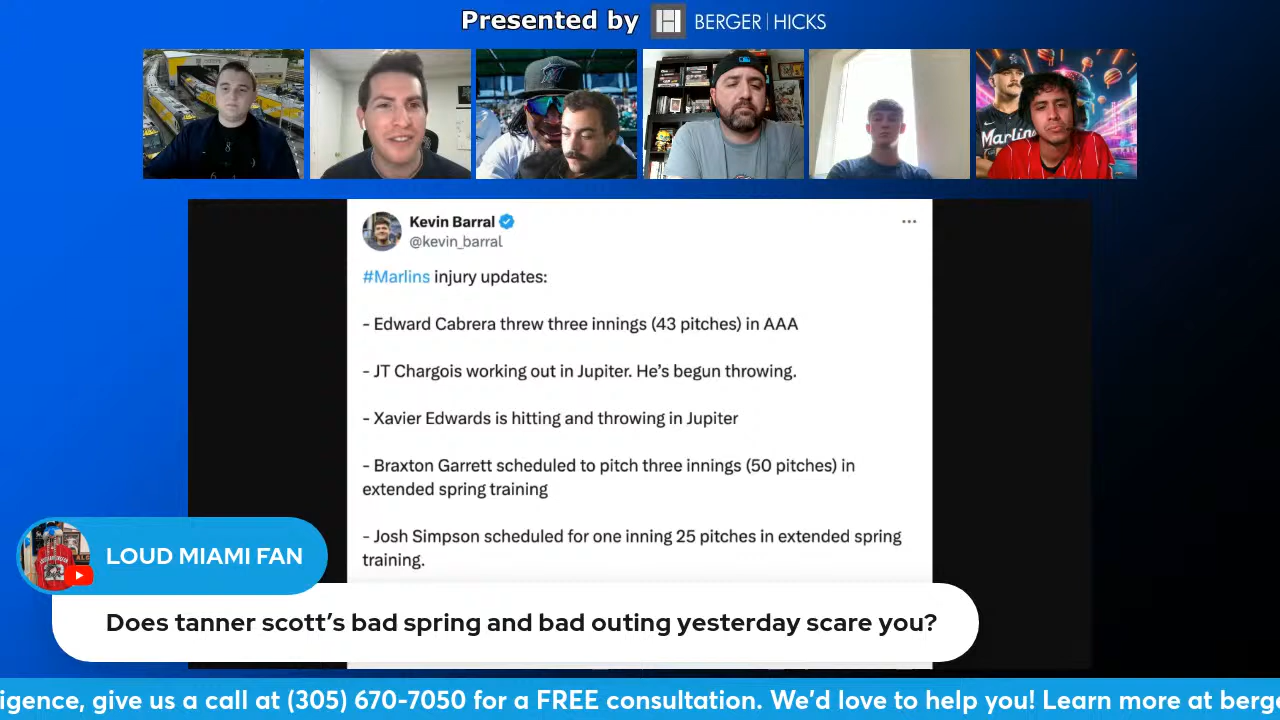 Presented by BERGER | HICKS
Marlins
Kevin Barral
@kevin_barral
#Marlins injury updates:
- Edward Cabrera threw three innings (43 pitches) in AAA
- JT Chargois working out in Jupiter. He's begun throwing.
- Xavier Edwards is hitting and throwing in Jupiter
- Braxton Garrett scheduled to pitch three innings (50 pitches) in
extended spring training
- Josh Simpson scheduled for one inning 25 pitches in extended spring
training.
LOUD MIAMI FAN
Does tanner scott's bad spring and bad outing yesterday scare you?
igence, give us a call at (305) 670-7050 for a FREE consultation. We'd love to help you! Learn more at berge